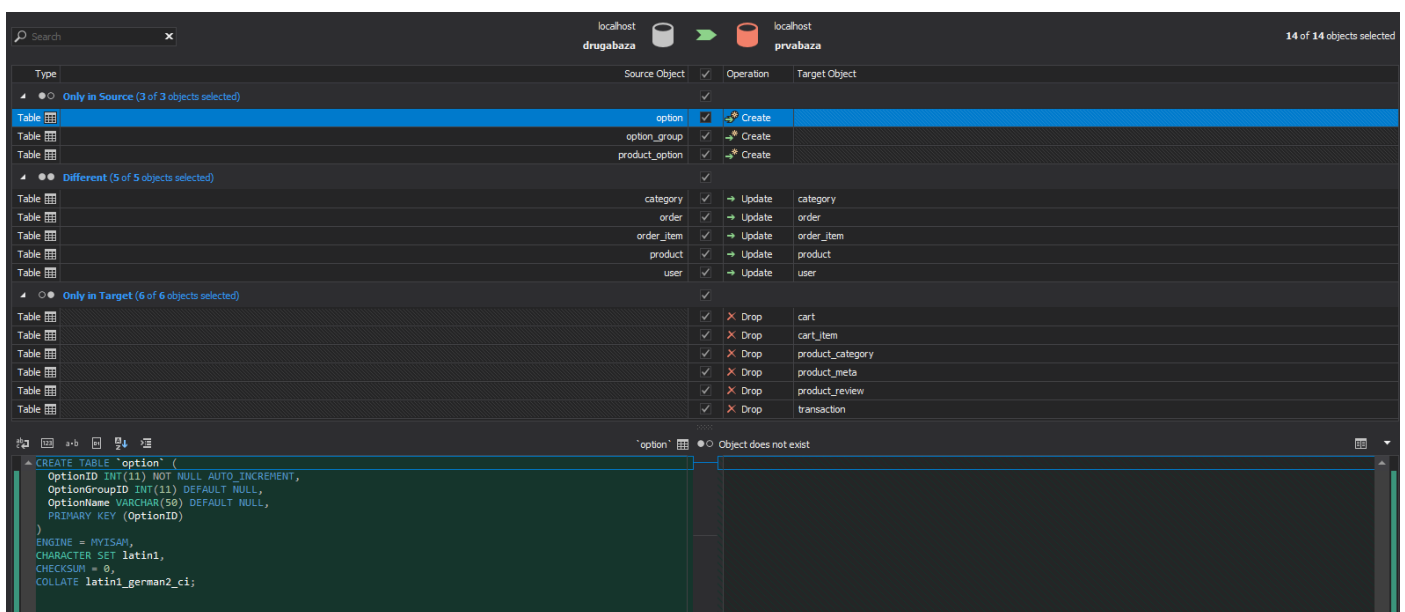 localhost
drugabaza
localhost
prvabaza
Search
14 of 14 objects selected
Type Source Object Operation Target Object
Only in Source (3 of 3 objects selected)
Table option Create
Table option_group Create
Table product_option Create
Different (5 of 5 objects selected)
Table category Update category
Table order Update order
Table order_item Update order_item
Table product Update product
Table user Update user
Only in Target (6 of 6 objects selected)
Table Drop cart
Table Drop cart_item
Table Drop product_category
Table Drop product_meta
Table Drop product_review
Table Drop transaction
`option` Object does not exist
CREATE TABLE `option` (
OptionID INT(11) NOT NULL AUTO_INCREMENT,
OptionGroupID INT(11) DEFAULT NULL,
OptionName VARCHAR(50) DEFAULT NULL,
PRIMARY KEY (OptionID)
)
ENGINE = MYISAM,
CHARACTER SET latin1,
CHECKSUM = 0,
COLLATE latin1_german2_ci;